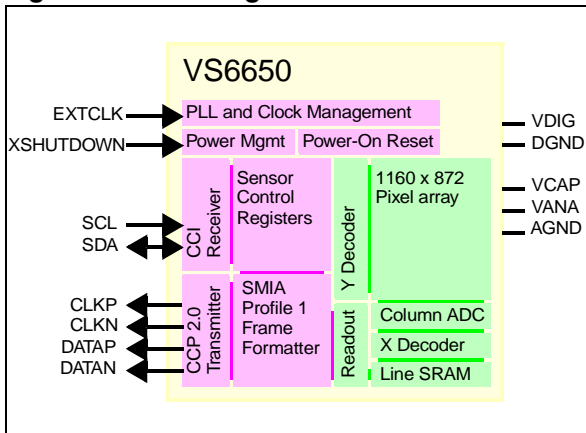 VS6650
EXTCLK
PLL and Clock Management
XSHUTDOWN
Power Mgmt
Power-On Reset
VDIG
DGND
VCAP
VANA
AGND
SCL
SDA
CCI
Receiver
Sensor
Control
Registers
Y Decoder
1160 x 872
Pixel array
CLKP
CLKN
DATAP
DATAN
CCP 2.0
Transmitter
SMIA
Profile 1
Frame
Formatter
Readout
Column ADC
X Decoder
Line SRAM